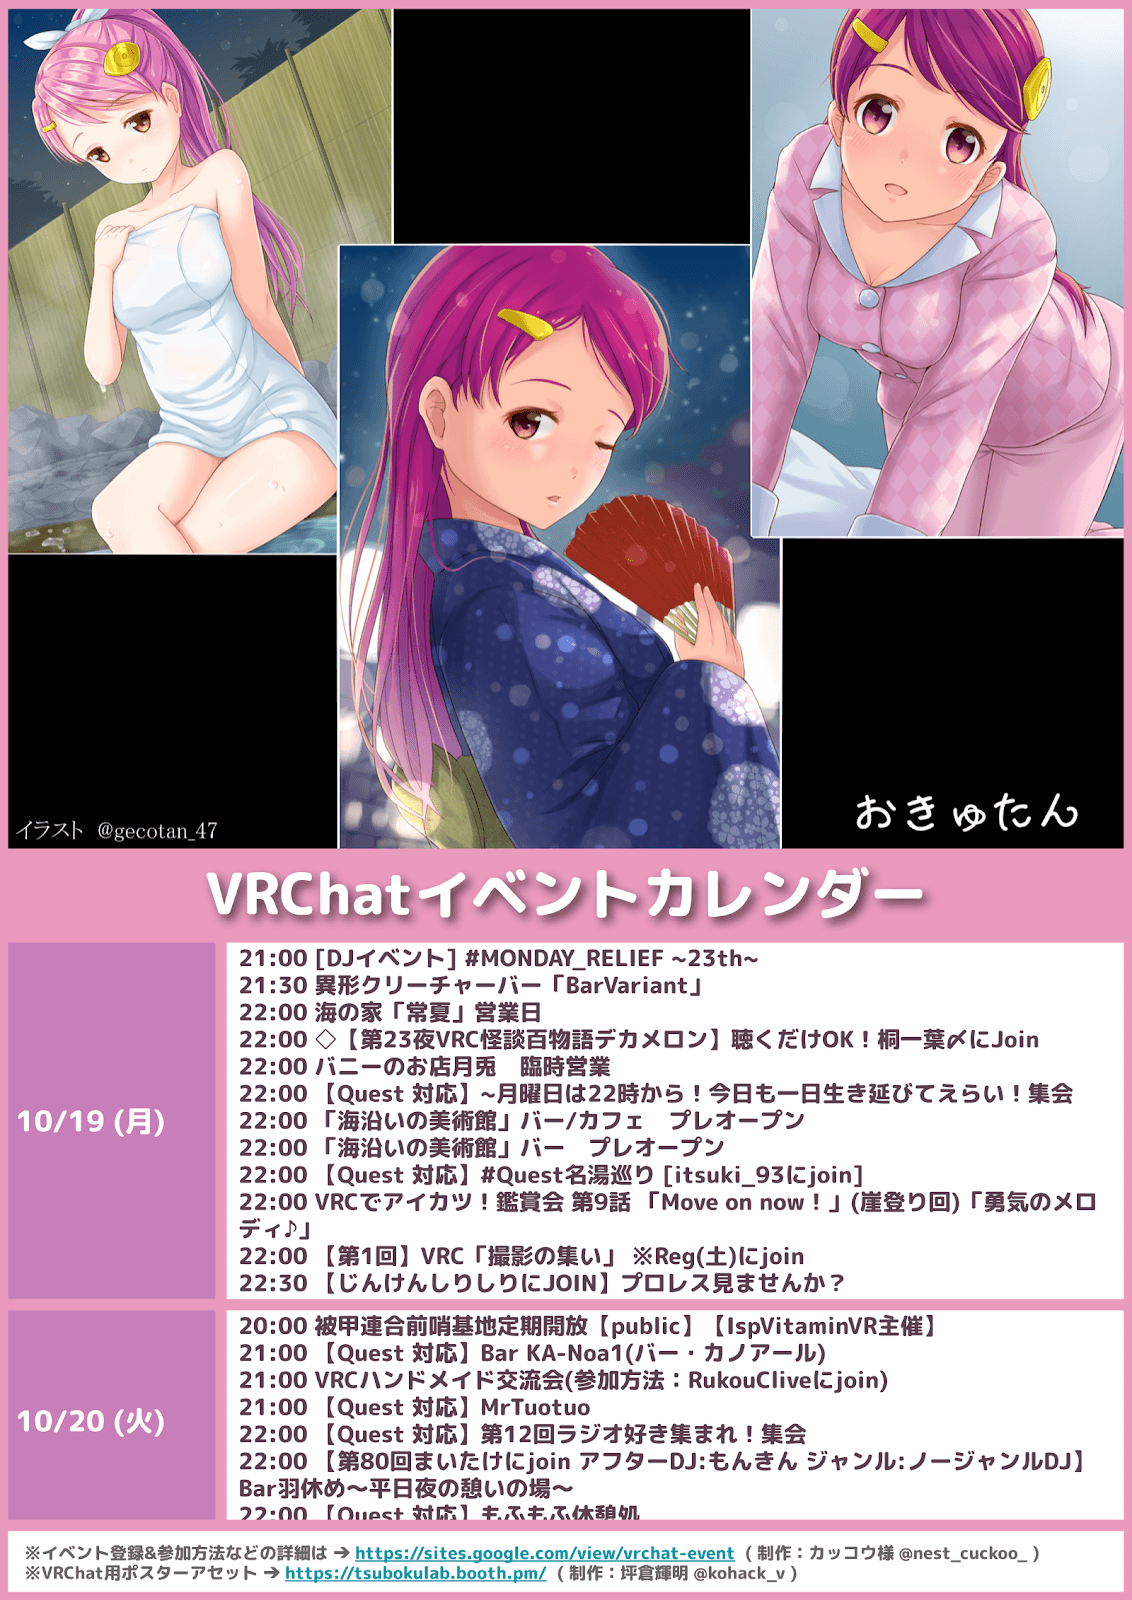 イラスト @gecotan_47
おきゅたん
VRChatイベントカレンダー
10/19 (月)
21:00 [DJイベント] #MONDAY_RELIEF ~23th~
21:30 異形クリーチャーバー「BarVariant」
22:00 海の家「常夏」営業日
22:00 ◇【第23夜VRC怪談百物語デカメロン】聴くだけOK！桐一葉〆にJoin
22:00 バニーのお店月兎　臨時営業
22:00 【Quest 対応】~月曜日は22時から！今日も一日生き延びてえらい！集会
22:00 「海沿いの美術館」バー/カフェ　プレオープン
22:00 「海沿いの美術館」バー　プレオープン
22:00 【Quest 対応】#Quest名湯巡り [itsuki_93にjoin]
22:00 VRCでアイカツ！鑑賞会 第9話 「Move on now！」(崖登り回)「勇気のメロ
ディ♪」
22:00 【第1回】VRC「撮影の集い」 ※Reg(土)にjoin
22:30 【じんけんしりしりにJOIN】プロレス見ませんか？
10/20 (火)
20:00 被甲連合前哨基地定期開放【public】【IspVitaminVR主催】
21:00 【Quest 対応】Bar KA-Noa1(バー・カノアール)
21:00 VRCハンドメイド交流会(参加方法：RukouCliveにjoin)
21:00 【Quest 対応】MrTuotuo
22:00 【Quest 対応】第12回ラジオ好き集まれ！集会
22:00 【第80回まいたけにjoin アフターDJ:もんきん ジャンル:ノージャンルDJ】
Bar羽休め〜平日夜の憩いの場〜
22:00 【Quest 対応】もふもふ休憩処
※イベント登録&参加方法などの詳細は ➔ https://sites.google.com/view/vrchat-event ( 制作：カッコウ様 @nest_cuckoo_ )
※VRChat用ポスターアセット ➔ https://tsubokulab.booth.pm/ ( 制作：坪倉輝明 @kohack_v )